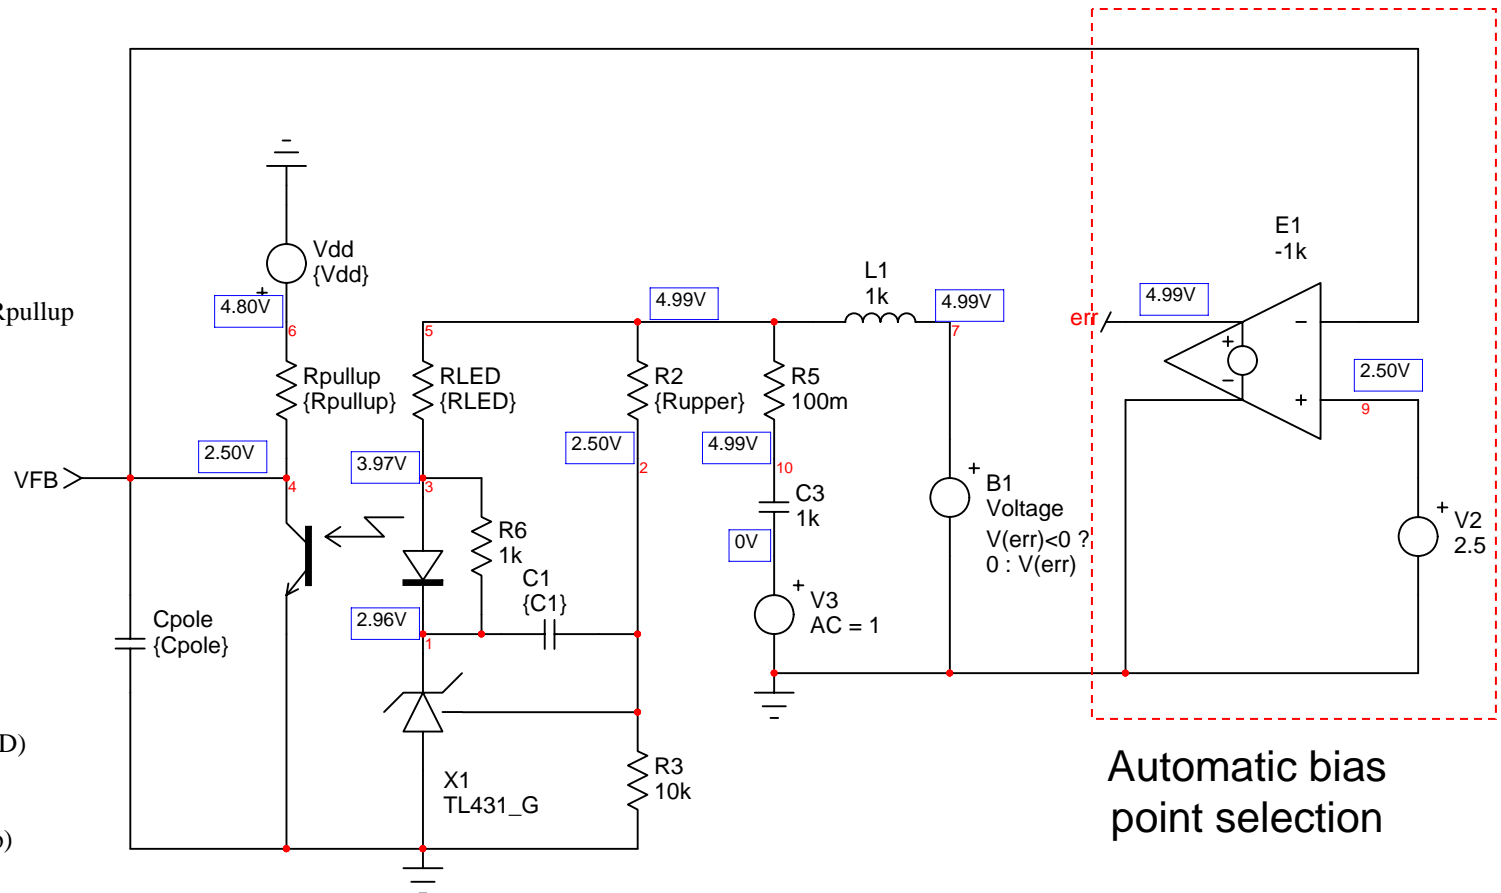 E1
-1k
L1
1k
Vdd
{Vdd}
+
4.80V
6
4.99V
4.99V
4.99V
Rpullup
err
5
7
+
−
−
+
2.50V
9
Rpullup
{Rpullup}
RLED
{RLED}
R2
{Rupper}
R5
100m
2.50V
3.97V
2.50V
4.99V
VFB
4
3
2
10
+
B1
Voltage
V(err)<0 ?
0 : V(err)
C3
1k
R6
1k
0V
+
V2
2.5
C1
{C1}
2.96V
1
+
V3
AC = 1
Cpole
{Cpole}
D)
X1
TL431_G
R3
10k
Automatic bias
point selection